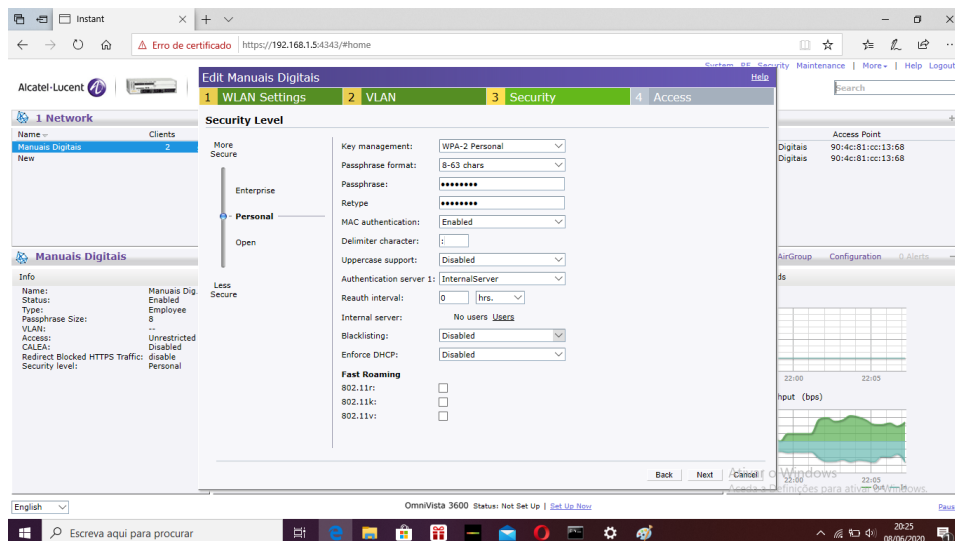 Instant
Erro de certificado https://192.168.1.5:4343/#home
System RF Security Maintenance | More | Help Logout
Alcatel-Lucent
Search
Edit Manuais Digitais Help
1 WLAN Settings 2 VLAN 3 Security 4 Access
1 Network
Name Clients
Manuais Digitais 2
New
Access Point
Digitais 90:4c:81:cc:13:68
Digitais 90:4c:81:cc:13:68
Security Level
More
Secure
Enterprise
Personal
Open
Less
Secure
Key management: WPA-2 Personal
Passphrase format: 8-63 chars
Passphrase: ••••••••
Retype ••••••••
MAC authentication: Enabled
Delimiter character: :
Uppercase support: Disabled
Authentication server 1: InternalServer
Reauth interval: 0 hrs.
Internal server: No users Users
Blacklisting: Disabled
Enforce DHCP: Disabled
Fast Roaming
802.11r:
802.11k:
802.11v:
Back Next Cancel
Manuais Digitais
AirGroup Configuration 0 Alerts
Info
Name: Manuais Dig
Status: Enabled
Type: Employee
Passphrase Size: 8
VLAN: --
Access: Unrestricted
CALEA: Disabled
Redirect Blocked HTTPS Traffic: disable
Security level: Personal
ds
22:00 22:05
hput (bps)
22:00 22:05
Out In
Ativar o Windows
Aceda a Definições para ativar o Windows.
English
OmniVista 3600 Status: Not Set Up | Set Up Now
Paus
Escreva aqui para procurar
20:25
08/06/2020